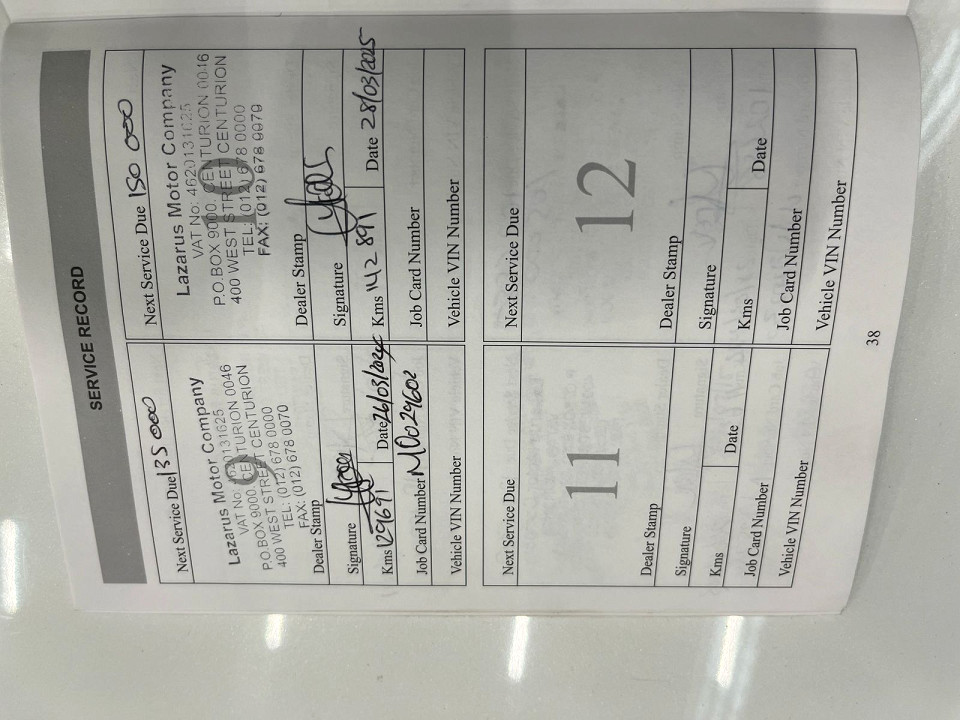 SERVICE RECORD
Next Service Due 135 000
9
Lazarus Motor Company
VAT No: 4620131625
P.O.BOX 9000, CENTURION 0046
400 WEST STREET CENTURION
TEL: (012) 678 0000
FAX: (012) 678 0070
Dealer Stamp
Signature
Kms 129691 Date 26/03/2024
Job Card Number M0029602
Vehicle VIN Number
Next Service Due 150 000
10
Lazarus Motor Company
VAT No: 4620131625
P.O.BOX 9000, CENTURION 0046
400 WEST STREET CENTURION
TEL: (012) 678 0000
FAX: (012) 678 0070
Dealer Stamp
Signature
Kms 142 891 Date 28/03/2025
Job Card Number
Vehicle VIN Number
Next Service Due
11
Dealer Stamp
Signature
Kms Date
Job Card Number
Vehicle VIN Number
Next Service Due
12
Dealer Stamp
Signature
Kms Date
Job Card Number
Vehicle VIN Number
38